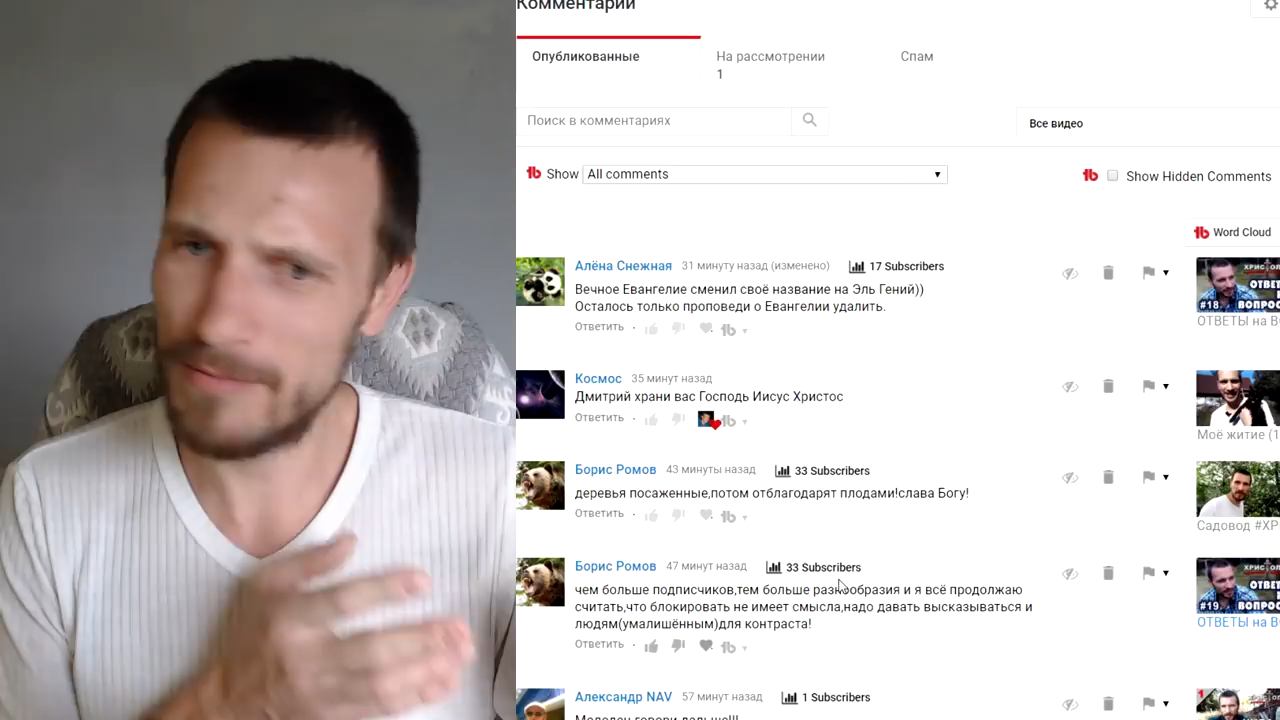 Комментарии
Опубликованные
На рассмотрении
1
Спам
Поиск в комментариях
Все видео
Show All comments
Show Hidden Comments
Word Cloud
Алёна Снежная 31 минуту назад (изменено) 17 Subscribers
Вечное Евангелие сменил своё название на Эль Гений))
Осталось только проповеди о Евангелии удалить.
Ответить
#18
ОТВЕТЫ на В
Космос 35 минут назад
Дмитрий храни вас Господь Иисус Христос
Ответить
Моё житие (1
Борис Ромов 43 минуты назад 33 Subscribers
деревья посаженные,потом отблагодарят плодами!слава Богу!
Ответить
Садовод #ХР
Борис Ромов 47 минут назад 33 Subscribers
чем больше подписчиков,тем больше разнообразия и я всё продолжаю
считать,что блокировать не имеет смысла,надо давать высказываться и
людям(умалишённым)для контраста!
Ответить
#19
ОТВЕТЫ на В
Александр NAV 57 минут назад 1 Subscribers
Молодец говори дальше!!!